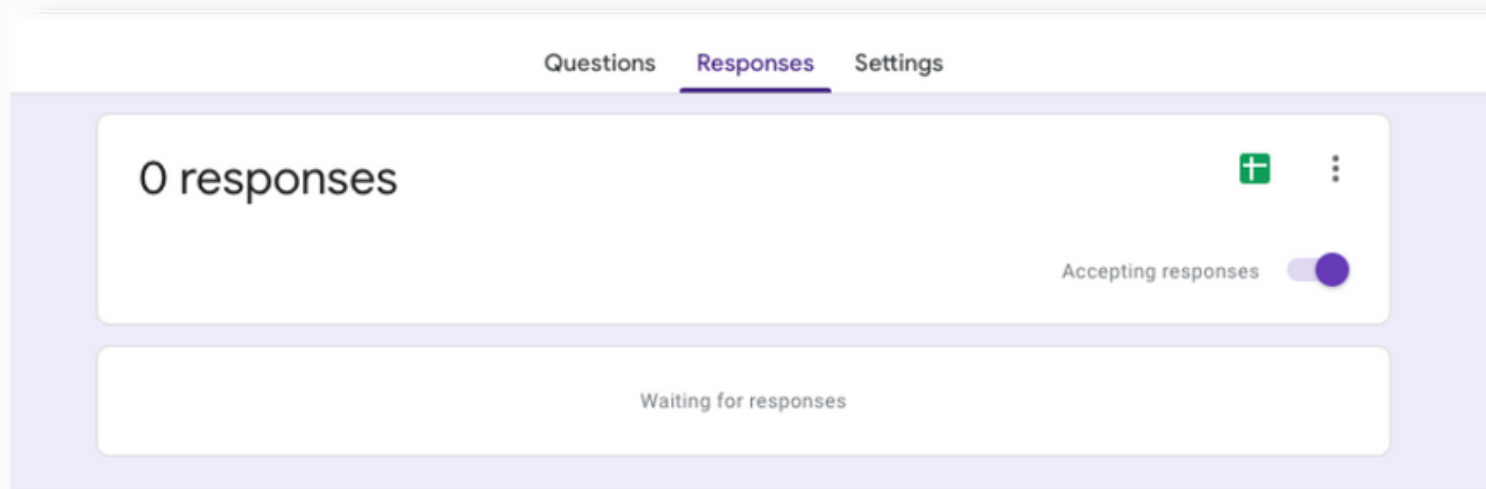 Questions Responses Settings
0 responses
Accepting responses
Waiting for responses